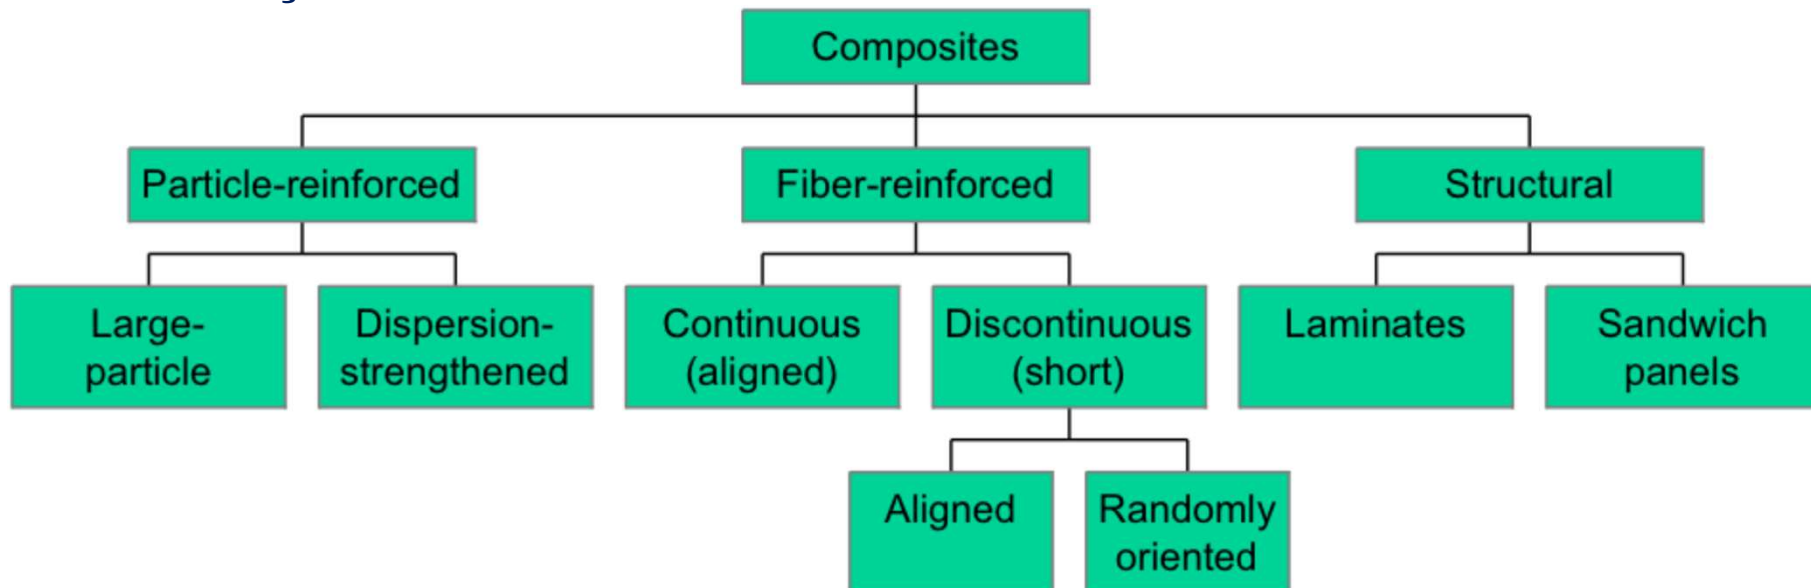 Composites
Particle-reinforced
Fiber-reinforced
Structural
Large-
particle
Dispersion-
strengthened
Continuous
(aligned)
Discontinuous
(short)
Laminates
Sandwich
panels
Aligned
Randomly
oriented